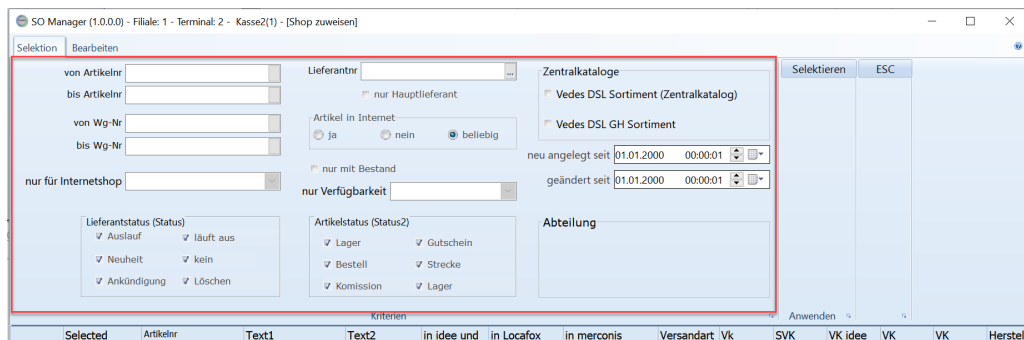 SO Manager (1.0.0.0) - Filiale: 1 - Terminal: 2 - Kasse2(1) - [Shop zuweisen]
Selektion Bearbeiten
von Artikelnr
bis Artikelnr
von Wg-Nr
bis Wg-Nr
nur für Internetshop
Lieferantnr ...
nur Hauptlieferant
Artikel in Internet
ja nein beliebig
nur mit Bestand
nur Verfügbarkeit
Zentralkataloge
Vedes DSL Sortiment (Zentralkatalog)
Vedes DSL GH Sortiment
neu angelegt seit 01.01.2000 00:00:01
geändert seit 01.01.2000 00:00:01
Lieferantstatus (Status)
Auslauf läuft aus
Neuheit kein
Ankündigung Löschen
Artikelstatus (Status2)
Lager Gutschein
Bestell Strecke
Komission Lager
Abteilung
Kriterien
Selektieren ESC
Anwenden
Selected Artikelnr Text1 Text2 in idee und in Locafox in merconis Versandart Vk SVK VK idee VK VK Herstel